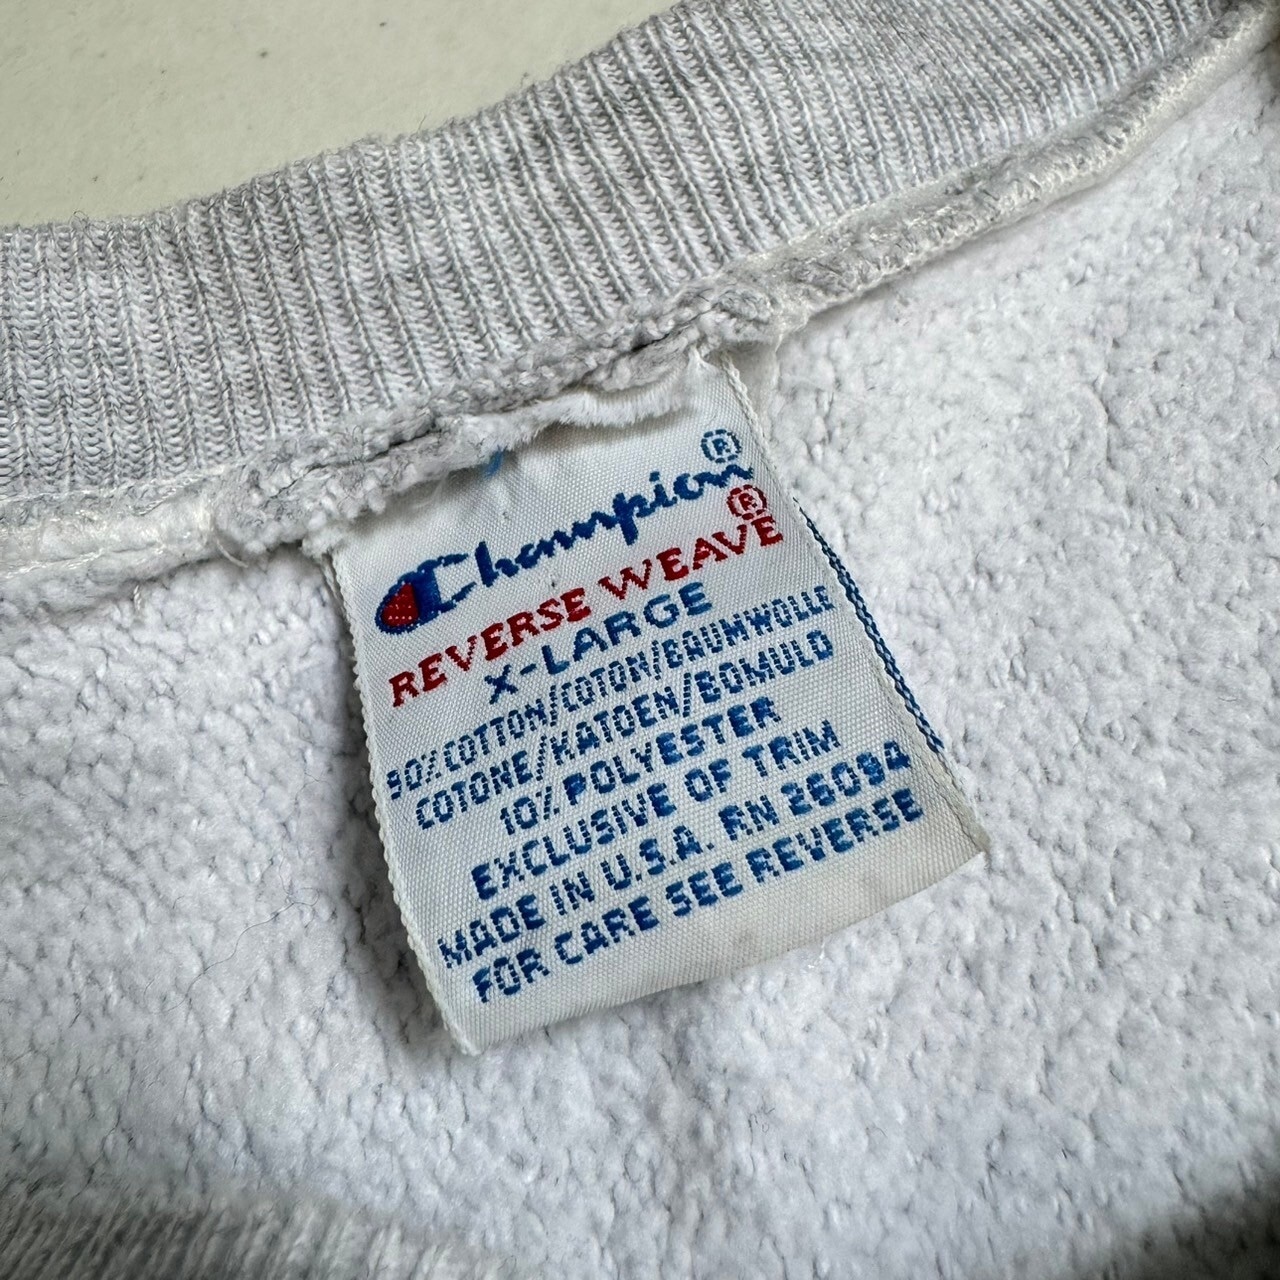 Champion®
REVERSE WEAVE®
X-LARGE
90% COTTON/COTON/BAUMWOLLE
COTONE/KATOEN/BOMULD
10% POLYESTER
EXCLUSIVE OF TRIM
MADE IN U.S.A. RN 26094
FOR CARE SEE REVERSE